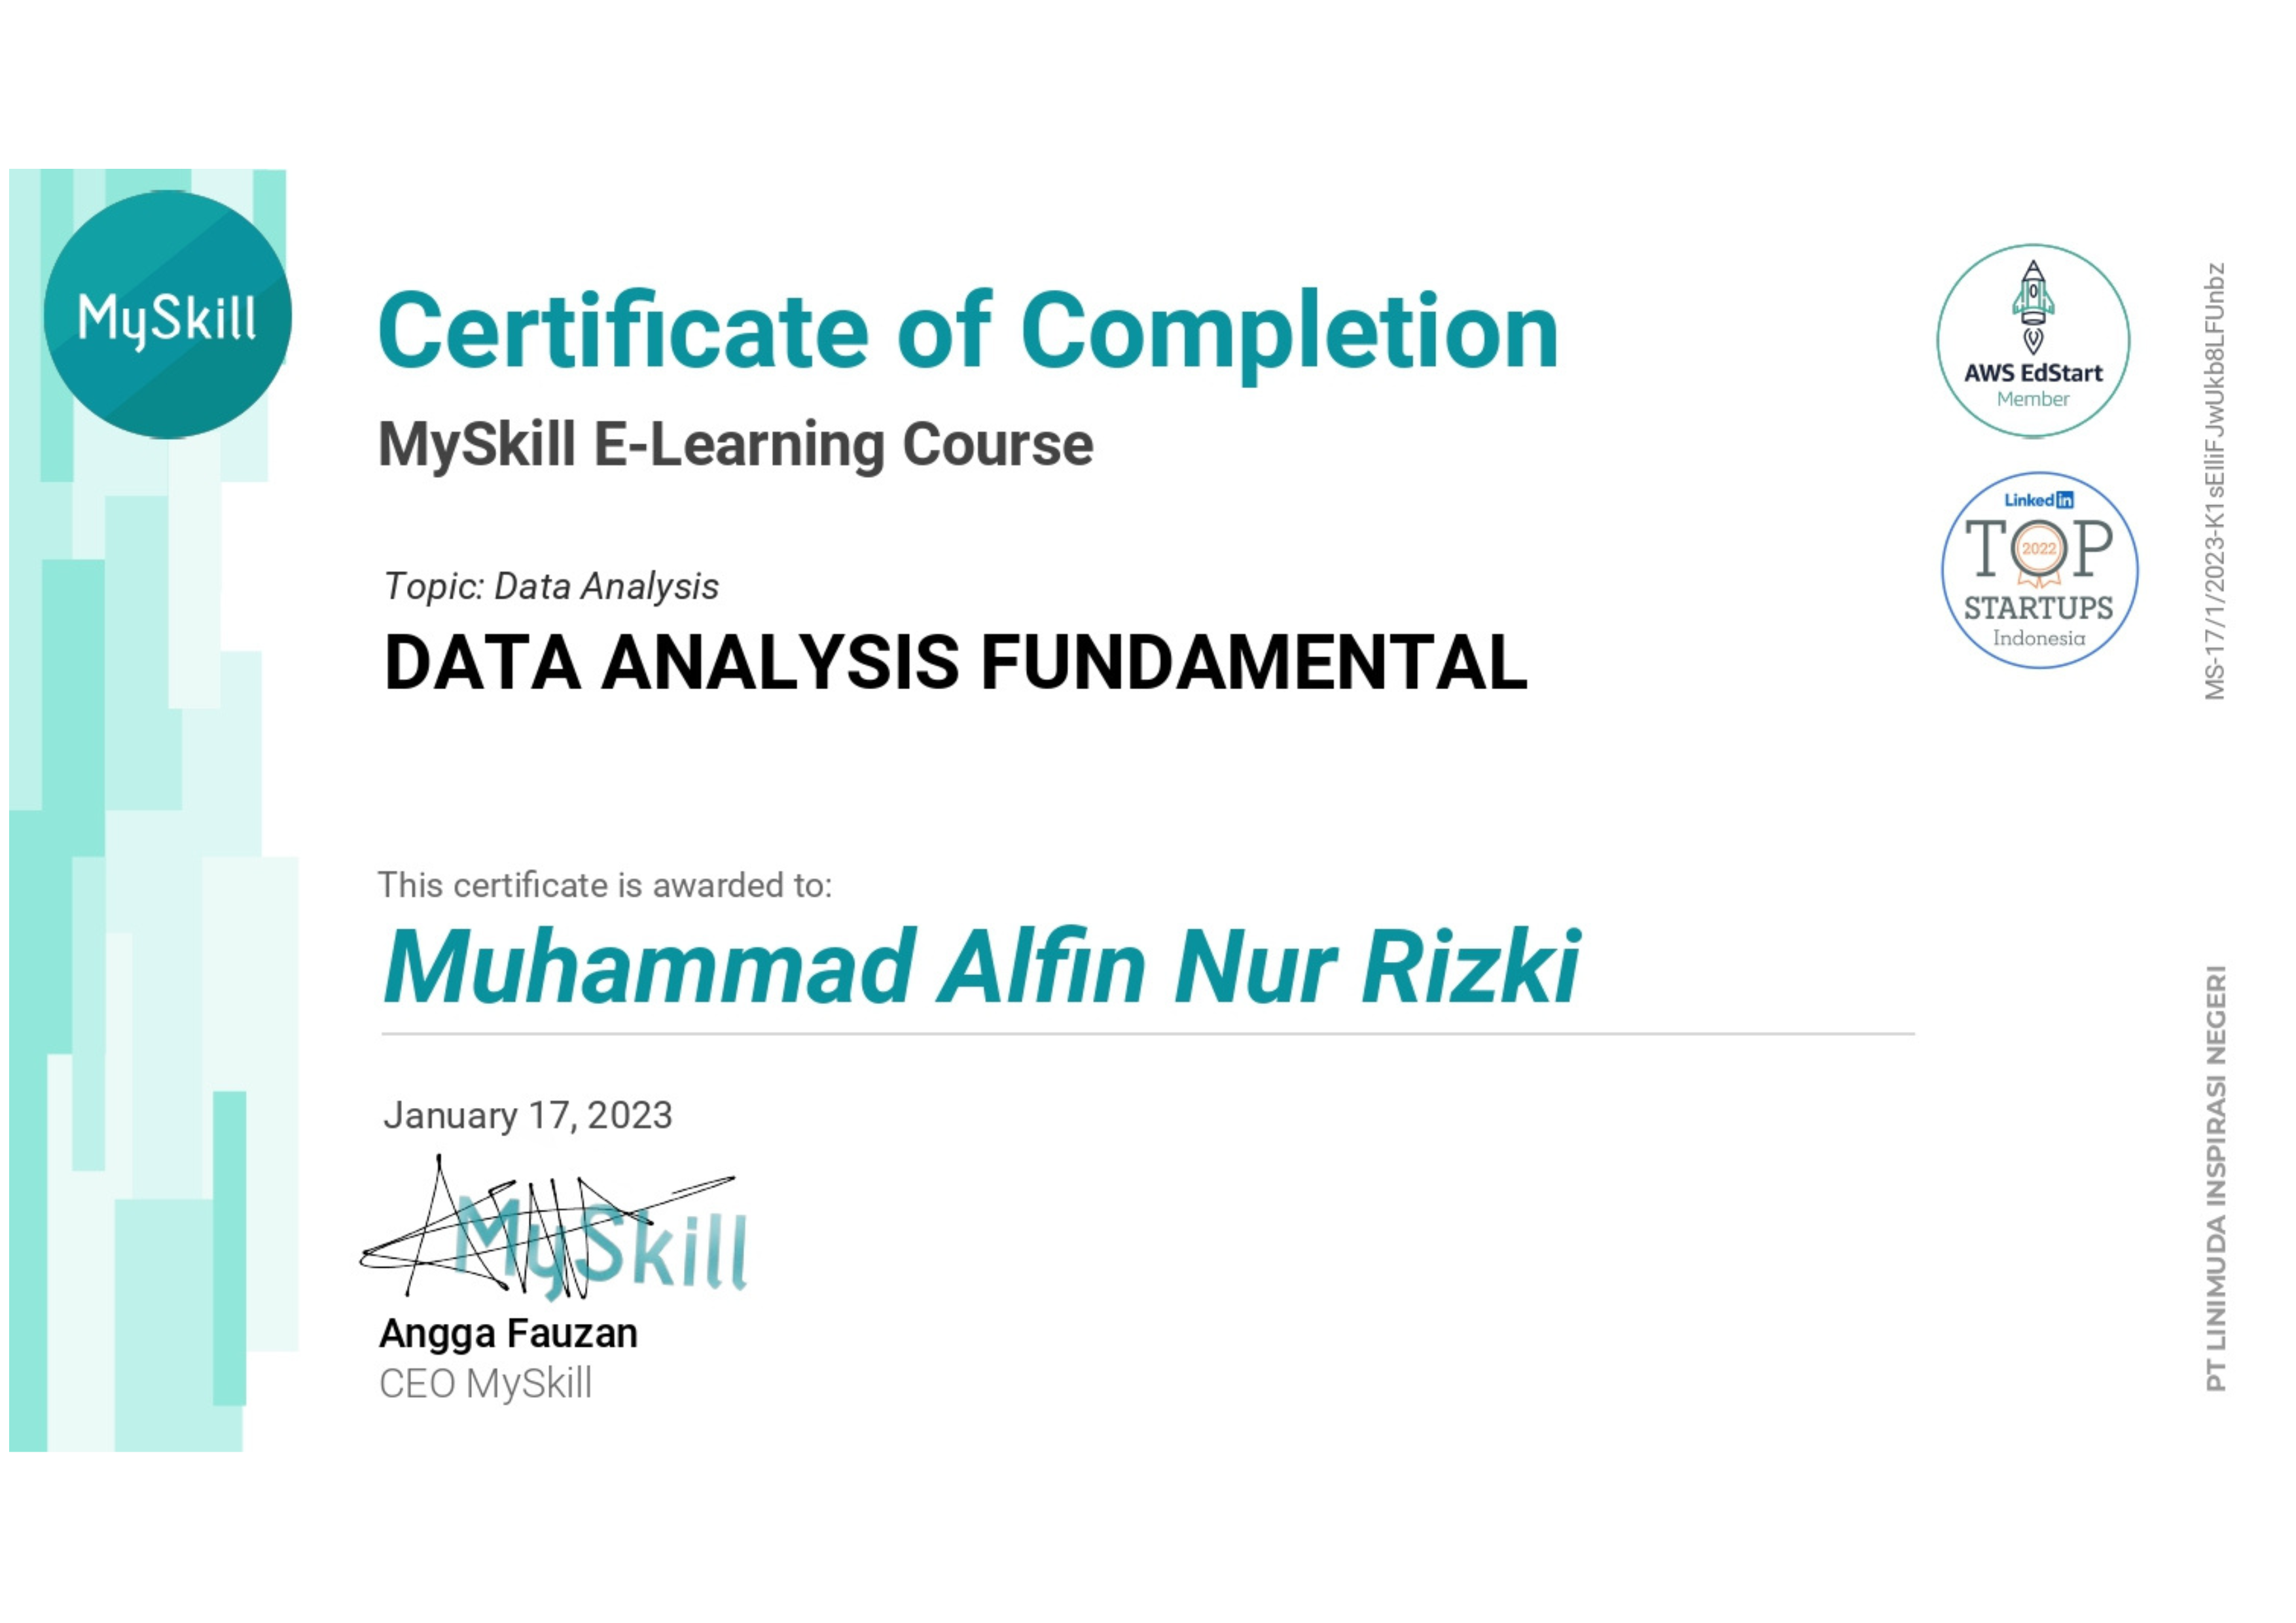 MySkill
Certificate of Completion
MySkill E-Learning Course
Topic: Data Analysis
DATA ANALYSIS FUNDAMENTAL
This certificate is awarded to:
Muhammad Alfin Nur Rizki
January 17, 2023
MySkill
Angga Fauzan
CEO MySkill
AWS EdStart
Member
Linked in
TOP
2022
STARTUPS
Indonesia
MS-17/1/2023-K1sEIliFJwUkb8LFUnbz
PT LINIMUDA INSPIRASI NEGERI